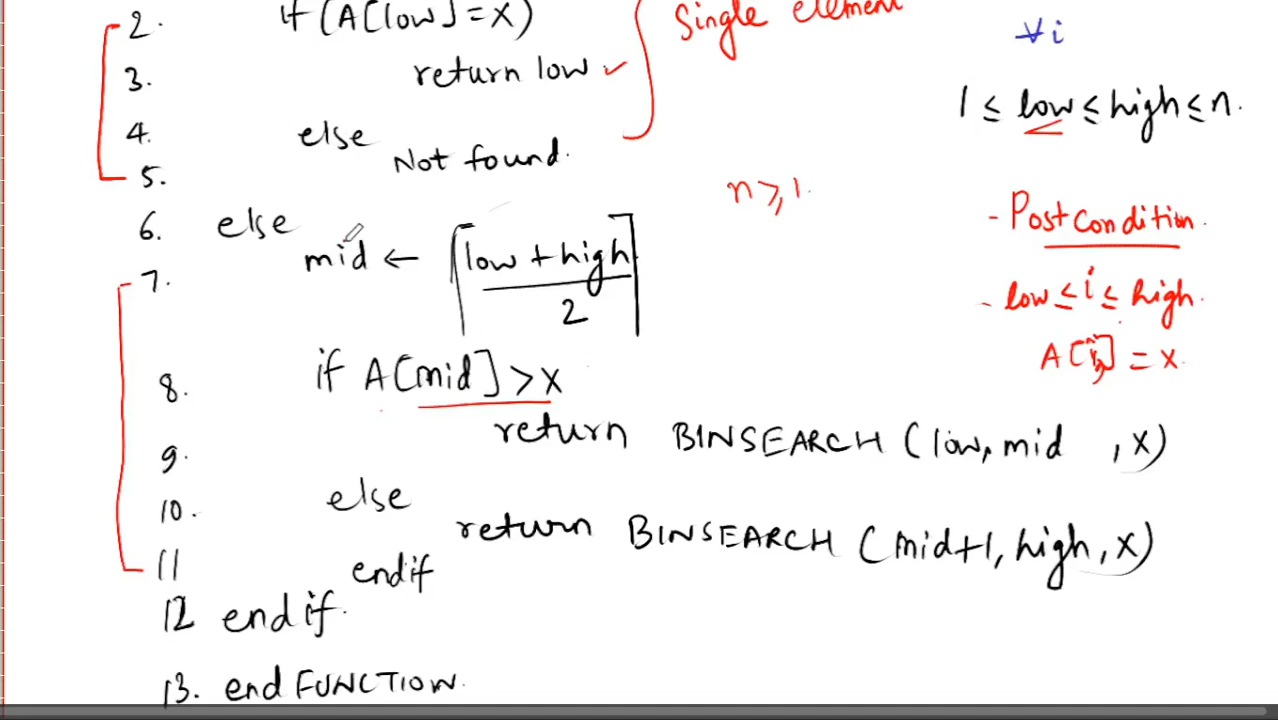 2. if (A[low] = x)
Single element
3. return low ✓
4. else
Not found.
5.
6. else
7. mid ← ⌈(low + high)/2⌉
8. if A[mid] > x
9. return BINSEARCH (low, mid , x)
10. else
return BINSEARCH (mid+1, high, x)
11 endif
12 endif.
13. end FUNCTION.
∀i
1 ≤ low ≤ high ≤ n.
n ≥ 1.
- Postcondition.
- low ≤ i ≤ high.
A[i] = x